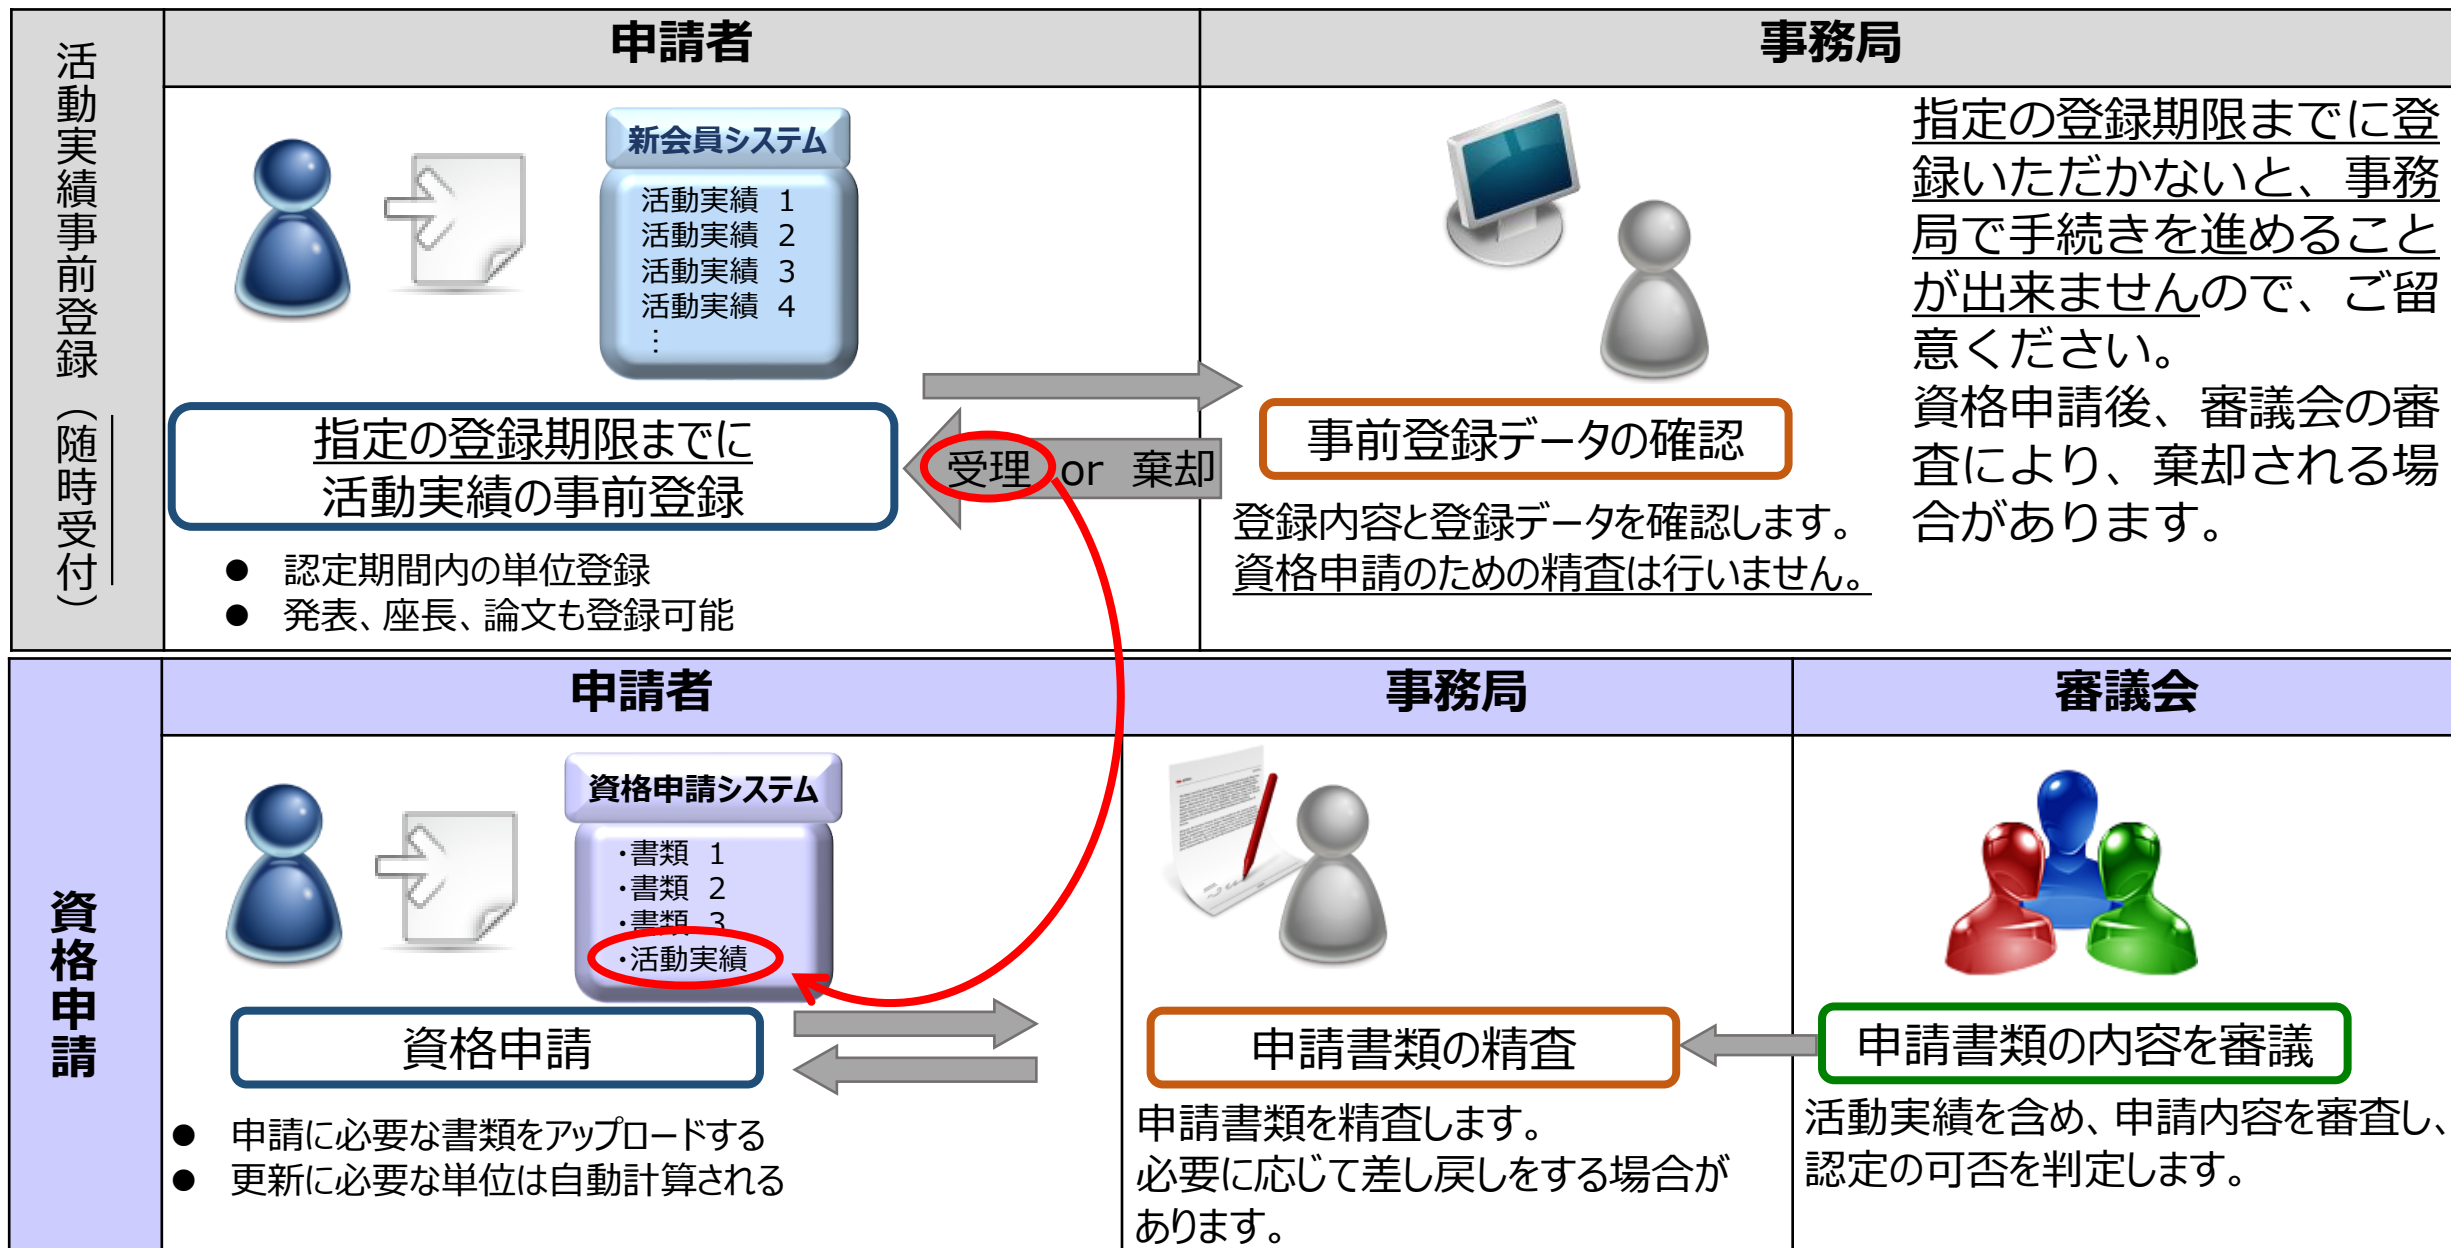 活動実績事前登録（随時受付）
申請者
事務局
新会員システム
活動実績 1
活動実績 2
活動実績 3
活動実績 4
…
指定の登録期限までに
活動実績の事前登録
● 認定期間内の単位登録
● 発表、座長、論文も登録可能
受理 or 棄却
事前登録データの確認
登録内容と登録データを確認します。
資格申請のための精査は行いません。
指定の登録期限までに登
録いただかないと、事務
局で手続きを進めること
が出来ませんので、ご留
意ください。
資格申請後、審議会の審
査により、棄却される場
合があります。
資格申請
申請者
事務局
審議会
資格申請システム
・書類 1
・書類 2
・書類 3
・活動実績
資格申請
● 申請に必要な書類をアップロードする
● 更新に必要な単位は自動計算される
申請書類の精査
申請書類を精査します。
必要に応じて差し戻しをする場合が
あります。
申請書類の内容を審議
活動実績を含め、申請内容を審査し、
認定の可否を判定します。